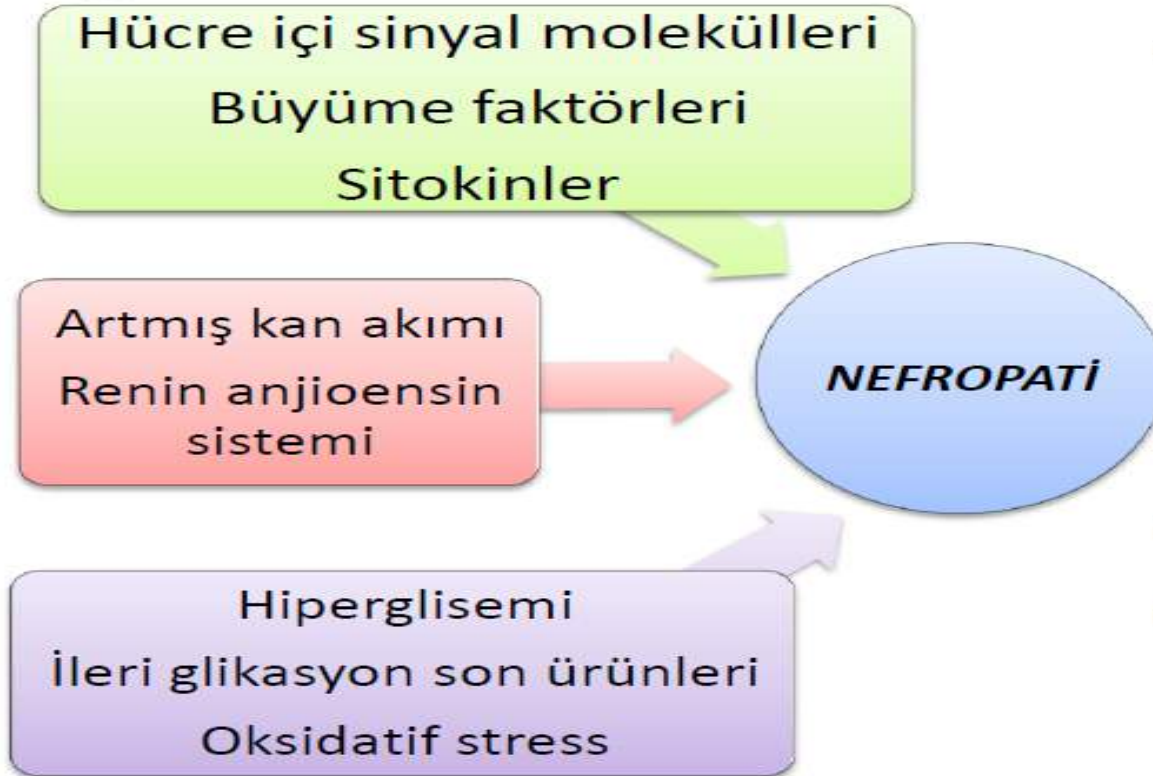 Hücre içi sinyal molekülleri
Büyüme faktörleri
Sitokinler
Artmış kan akımı
Renin anjioensin
sistemi
NEFROPATİ
Hiperglisemi
İleri glikasyon son ürünleri
Oksidatif stress